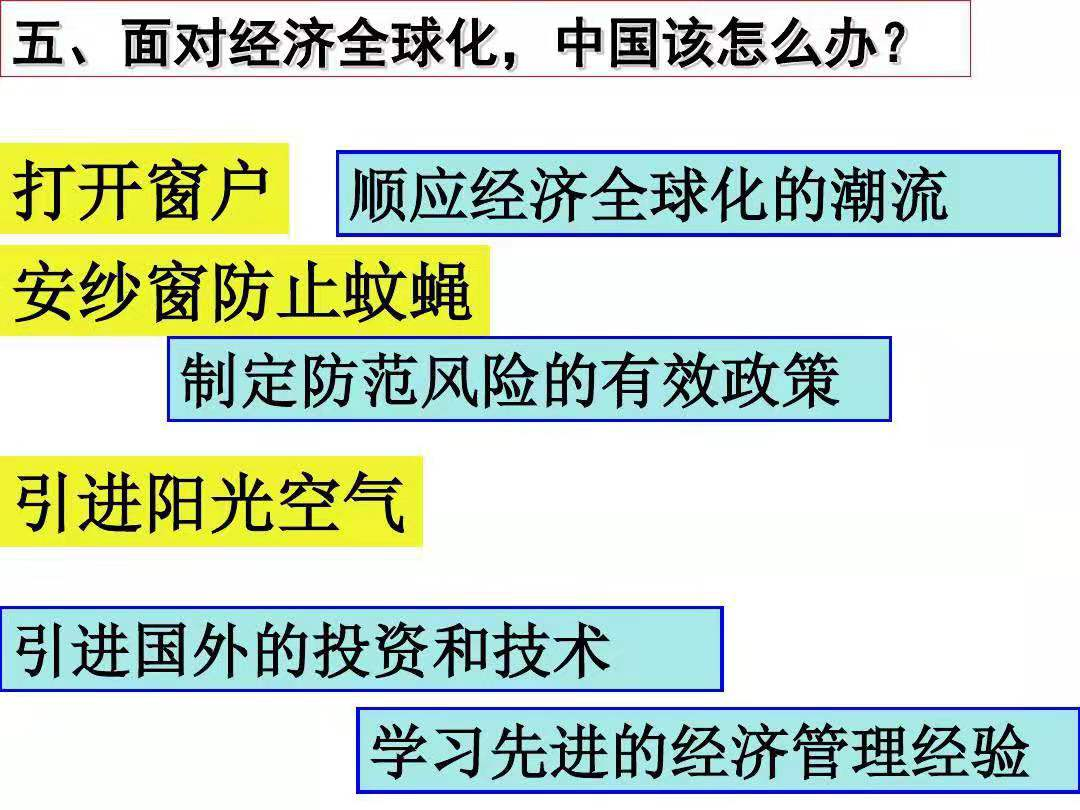 五、面对经济全球化，中国该怎么办？
打开窗户
顺应经济全球化的潮流
安纱窗防止蚊蝇
制定防范风险的有效政策
引进阳光空气
引进国外的投资和技术
学习先进的经济管理经验